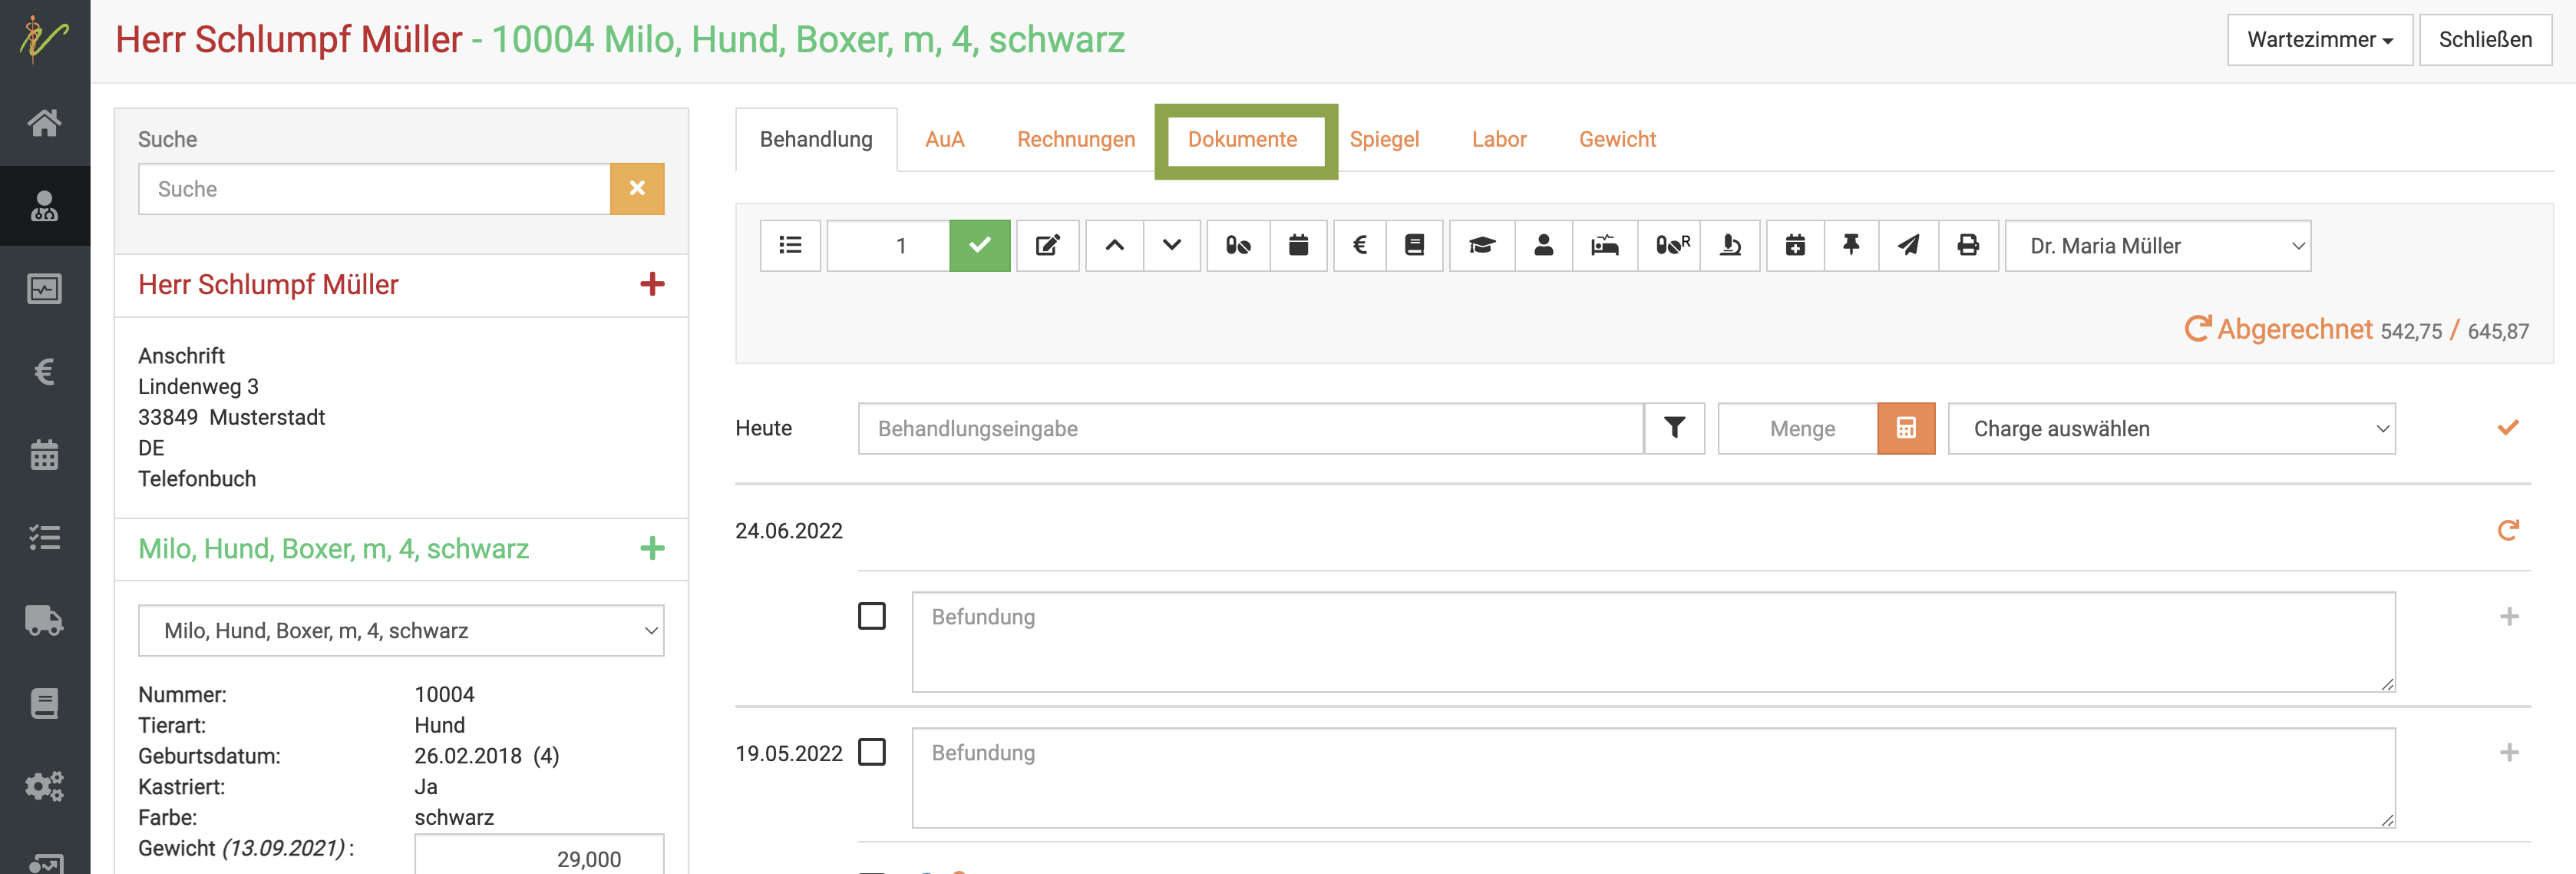 Herr Schlumpf Müller - 10004 Milo, Hund, Boxer, m, 4, schwarz
Wartezimmer
Schließen
Suche
Suche
Herr Schlumpf Müller
Anschrift
Lindenweg 3
33849 Musterstadt
DE
Telefonbuch
Milo, Hund, Boxer, m, 4, schwarz
Milo, Hund, Boxer, m, 4, schwarz
Nummer: 10004
Tierart: Hund
Geburtsdatum: 26.02.2018 (4)
Kastriert: Ja
Farbe: schwarz
Gewicht (13.09.2021) : 29,000
Behandlung AuA Rechnungen Dokumente Spiegel Labor Gewicht
1
R
Dr. Maria Müller
Abgerechnet 542,75 / 645,87
Heute Behandlungseingabe Menge Charge auswählen
24.06.2022
Befundung
19.05.2022 Befundung